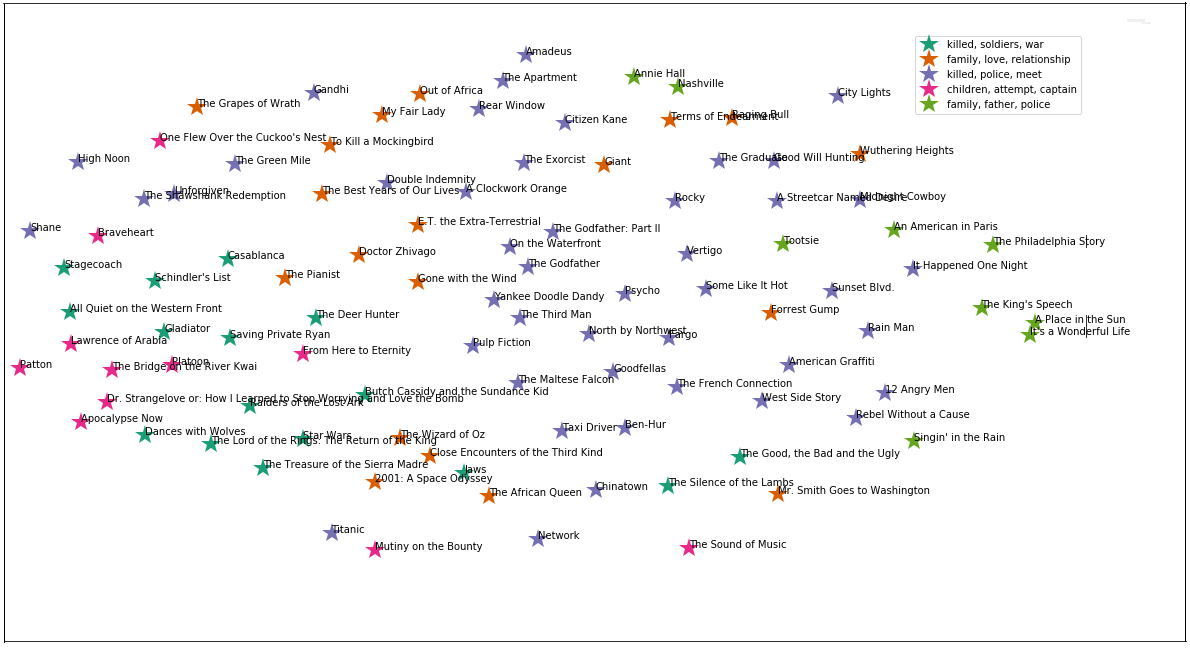 killed, soldiers, war
family, love, relationship
killed, police, meet
children, attempt, captain
family, father, police
Amadeus
Annie Hall
The Apartment
Nashville
Gandhi
Out of Africa
City Lights
The Grapes of Wrath
Rear Window
My Fair Lady
Citizen Kane
Terms of Endearment
Raging Bull
One Flew Over the Cuckoo's Nest
To Kill a Mockingbird
Wuthering Heights
High Noon
The Green Mile
The Exorcist
Giant
The Graduate
Good Will Hunting
Double Indemnity
Unforgiven
The Shawshank Redemption
The Best Years of Our Lives
A Clockwork Orange
Rocky
A Streetcar Named Desire
Midnight Cowboy
Shane
Braveheart
E.T. the Extra-Terrestrial
The Godfather: Part II
An American in Paris
On the Waterfront
Tootsie
The Philadelphia Story
Casablanca
Doctor Zhivago
Vertigo
Stagecoach
The Godfather
It Happened One Night
Schindler's List
The Pianist
Gone with the Wind
Psycho
Some Like It Hot
Sunset Blvd.
Yankee Doodle Dandy
The King's Speech
All Quiet on the Western Front
The Deer Hunter
The Third Man
Forrest Gump
A Place in the Sun
Gladiator
Saving Private Ryan
North by Northwest
Fargo
Rain Man
It's a Wonderful Life
Lawrence of Arabia
From Here to Eternity
Pulp Fiction
Patton
Platoon
The Bridge on the River Kwai
Goodfellas
American Graffiti
The Maltese Falcon
The French Connection
Butch Cassidy and the Sundance Kid
12 Angry Men
Dr. Strangelove or: How I Learned to Stop Worrying and Love the Bomb
Raiders of the Lost Ark
West Side Story
Apocalypse Now
Rebel Without a Cause
Dances with Wolves
The Lord of the Rings: The Return of the King
Star Wars
The Wizard of Oz
Taxi Driver
Ben-Hur
Singin' in the Rain
Close Encounters of the Third Kind
The Good, the Bad and the Ugly
The Treasure of the Sierra Madre
Jaws
2001: A Space Odyssey
The African Queen
Chinatown
The Silence of the Lambs
Mr. Smith Goes to Washington
Titanic
Network
Mutiny on the Bounty
The Sound of Music